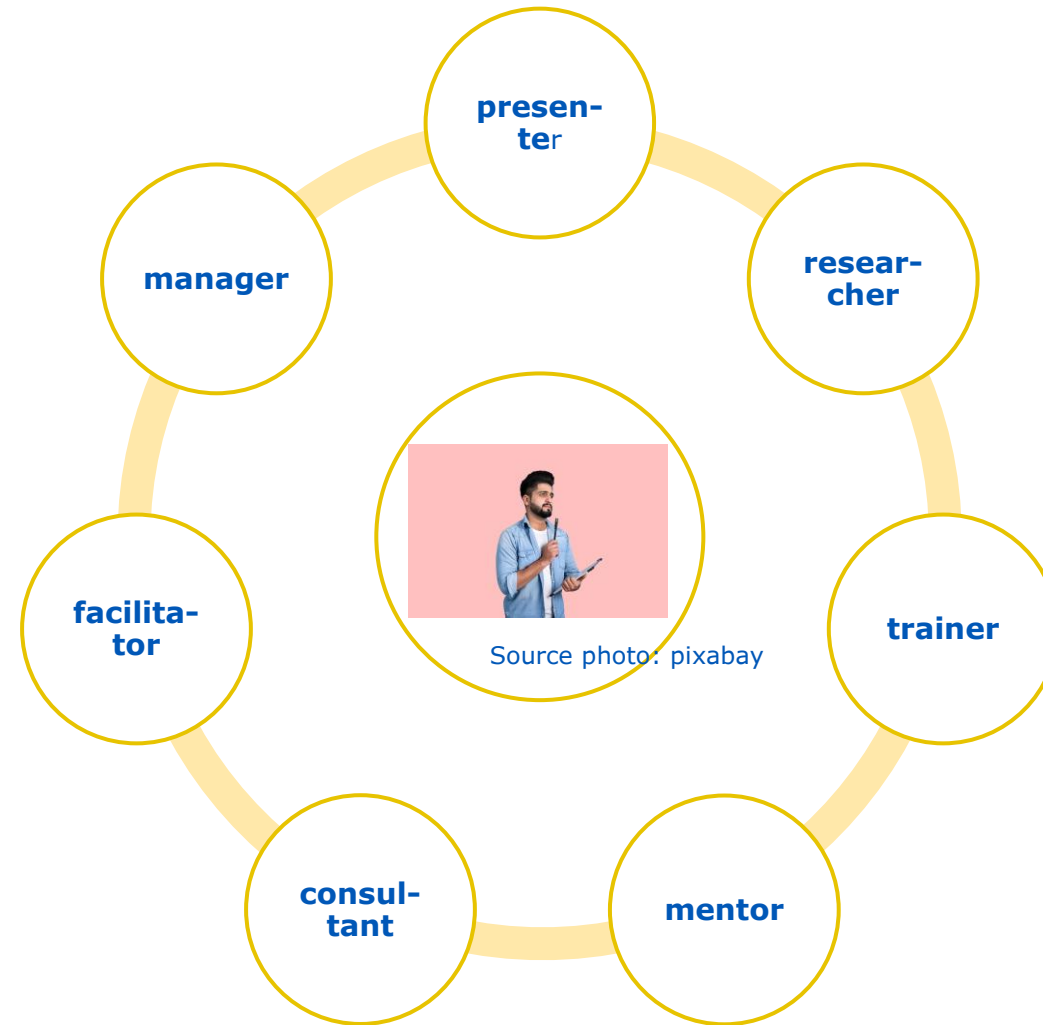 presen-
ter
resear-
cher
trainer
mentor
consul-
tant
facilita-
tor
manager
Source photo: pixabay